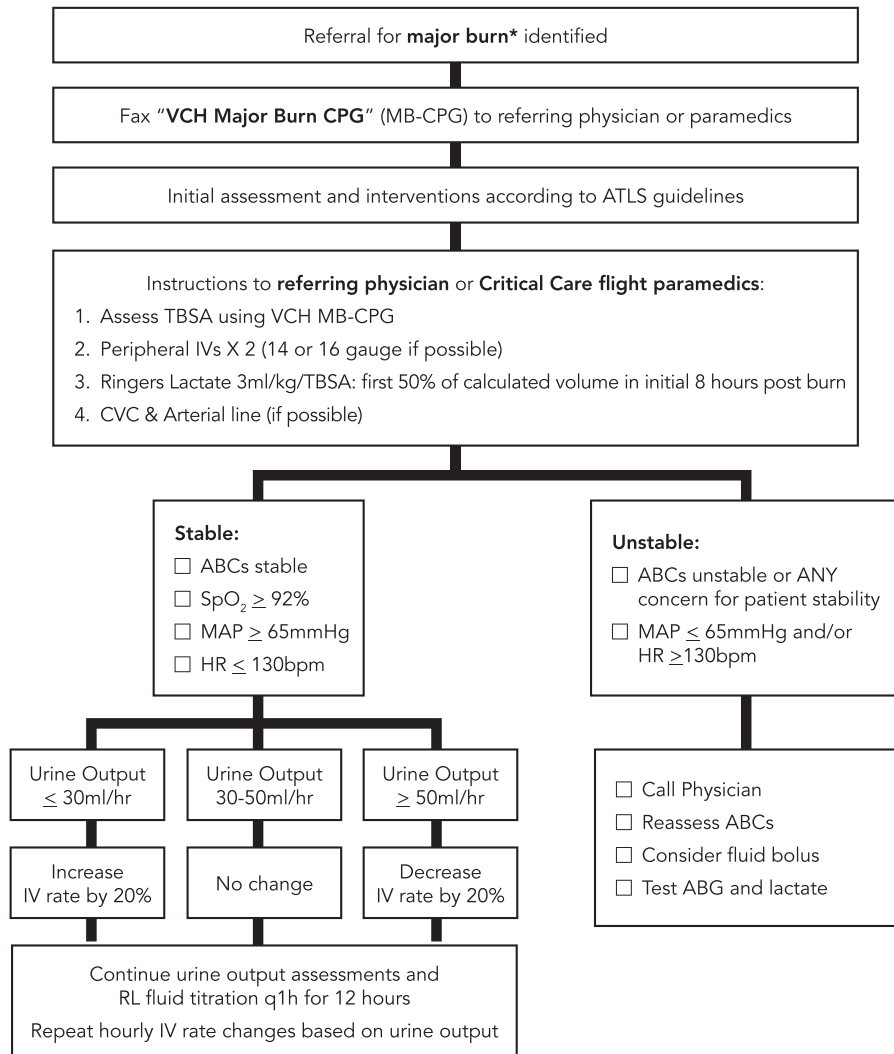 Referral for major burn* identified
Fax “VCH Major Burn CPG” (MB-CPG) to referring physician or paramedics
Initial assessment and interventions according to ATLS guidelines
Instructions to referring physician or Critical Care flight paramedics:
1. Assess TBSA using VCH MB-CPG
2. Peripheral IVs X 2 (14 or 16 gauge if possible)
3. Ringers Lactate 3ml/kg/TBSA: first 50% of calculated volume in initial 8 hours post burn
4. CVC & Arterial line (if possible)
Stable:
☐ ABCs stable
☐ SpO₂ ≥ 92%
☐ MAP ≥ 65mmHg
☐ HR ≤ 130bpm
Unstable:
☐ ABCs unstable or ANY
concern for patient stability
☐ MAP ≤ 65mmHg and/or
HR ≥130bpm
Urine Output
≤ 30ml/hr
Urine Output
30-50ml/hr
Urine Output
≥ 50ml/hr
Increase
IV rate by 20%
No change
Decrease
IV rate by 20%
☐ Call Physician
☐ Reassess ABCs
☐ Consider fluid bolus
☐ Test ABG and lactate
Continue urine output assessments and
RL fluid titration q1h for 12 hours
Repeat hourly IV rate changes based on urine output